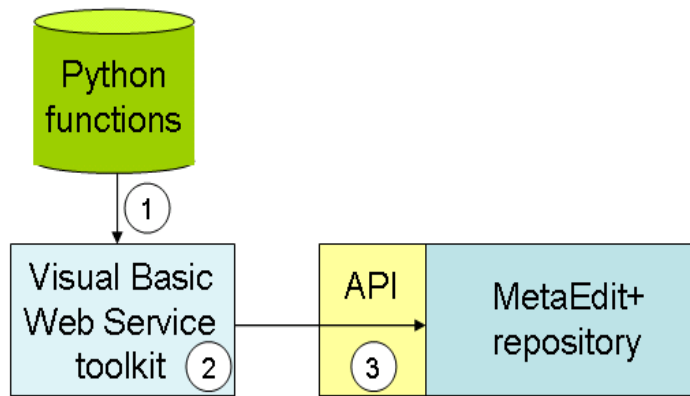 Python
functions
1
Visual Basic
Web Service
toolkit
2
API
3
MetaEdit+
repository